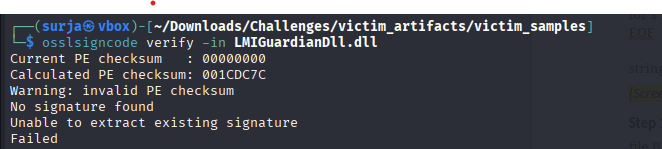 ┌──(surja㉿vbox)-[~/Downloads/Challenges/victim_artifacts/victim_samples]
└─$ osslsigncode verify -in LMIGuardianDll.dll
Current PE checksum   : 00000000
Calculated PE checksum: 001CDC7C
Warning: invalid PE checksum
No signature found
Unable to extract existing signature
Failed